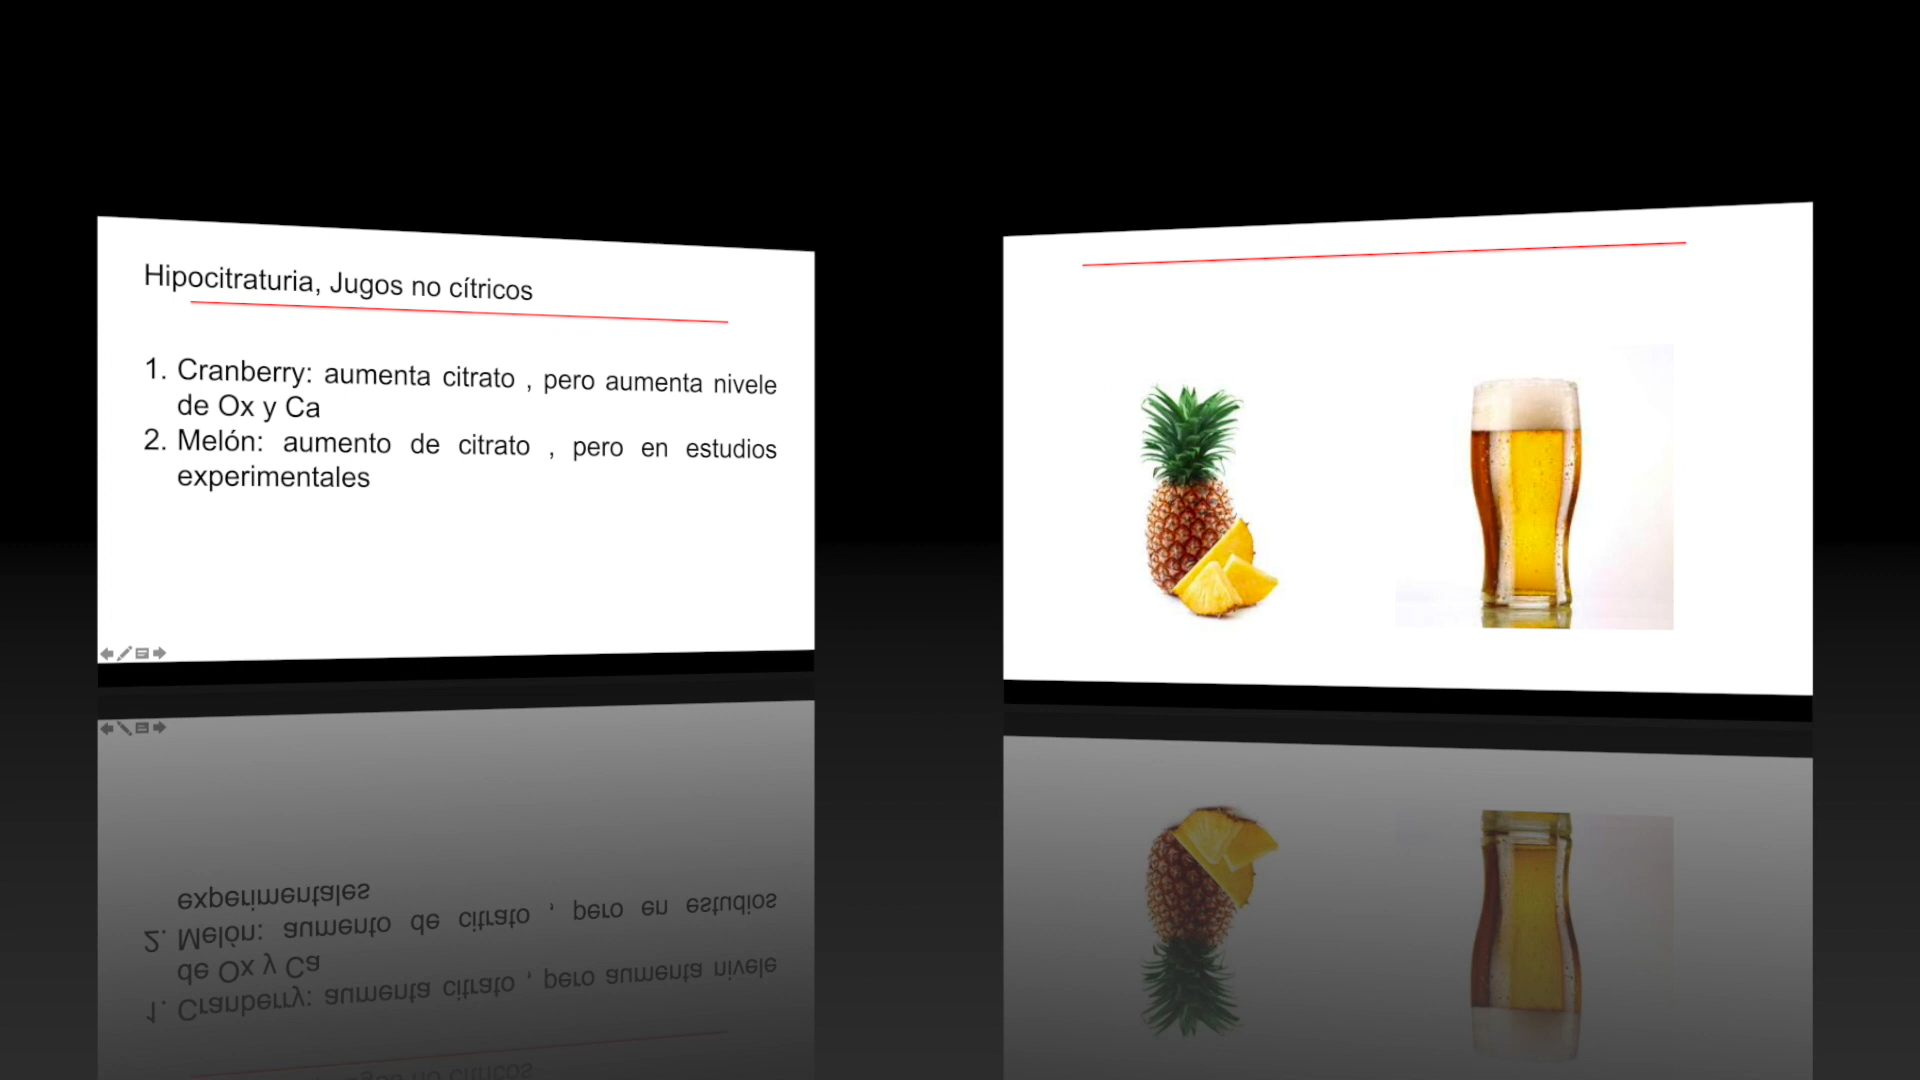 Hipocitraturia, Jugos no cítricos
1. Cranberry: aumenta citrato , pero aumenta nivele
de Ox y Ca
2. Melón: aumento de citrato , pero en estudios
experimentales